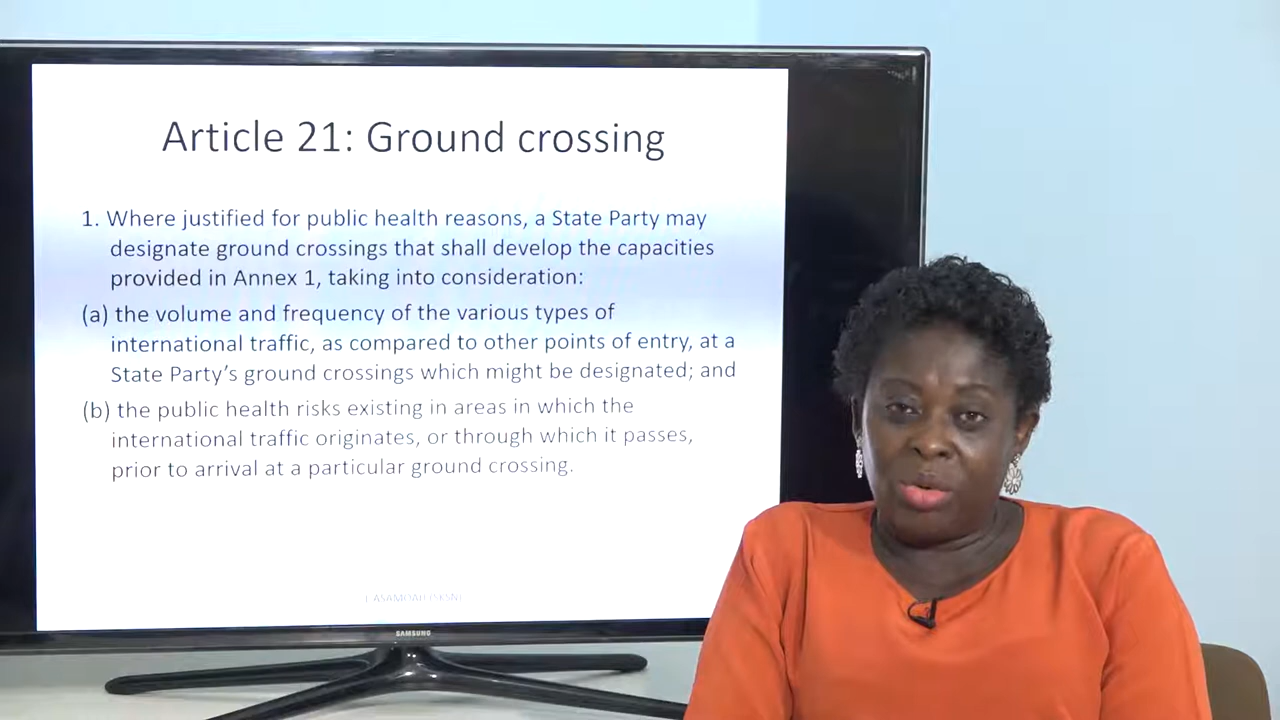 Article 21: Ground crossing
1. Where justified for public health reasons, a State Party may
designate ground crossings that shall develop the capacities
provided in Annex 1, taking into consideration:
(a) the volume and frequency of the various types of
international traffic, as compared to other points of entry, at a
State Party’s ground crossings which might be designated; and
(b) the public health risks existing in areas in which the
international traffic originates, or through which it passes,
prior to arrival at a particular ground crossing.
SAMSUNG